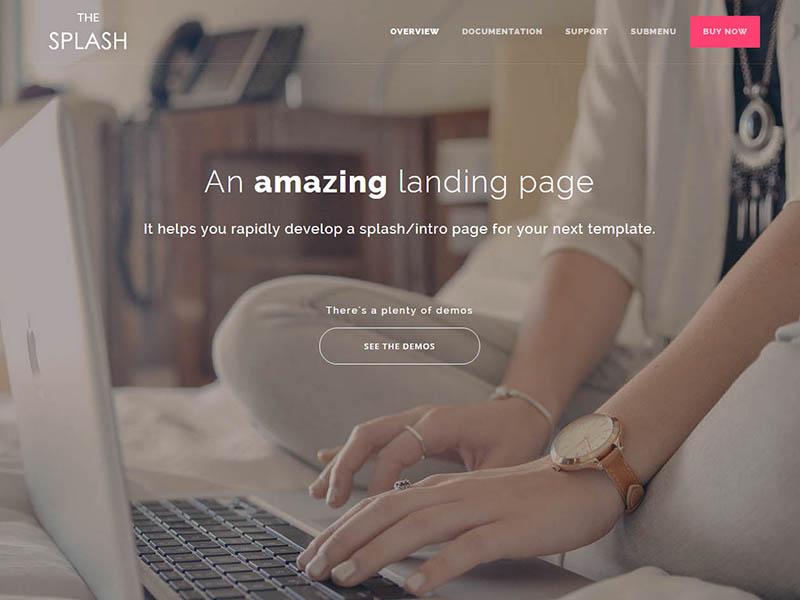 THE
SPLASH
OVERVIEW DOCUMENTATION SUPPORT SUBMENU BUY NOW
An amazing landing page
It helps you rapidly develop a splash/intro page for your next template.
There's a plenty of demos
SEE THE DEMOS